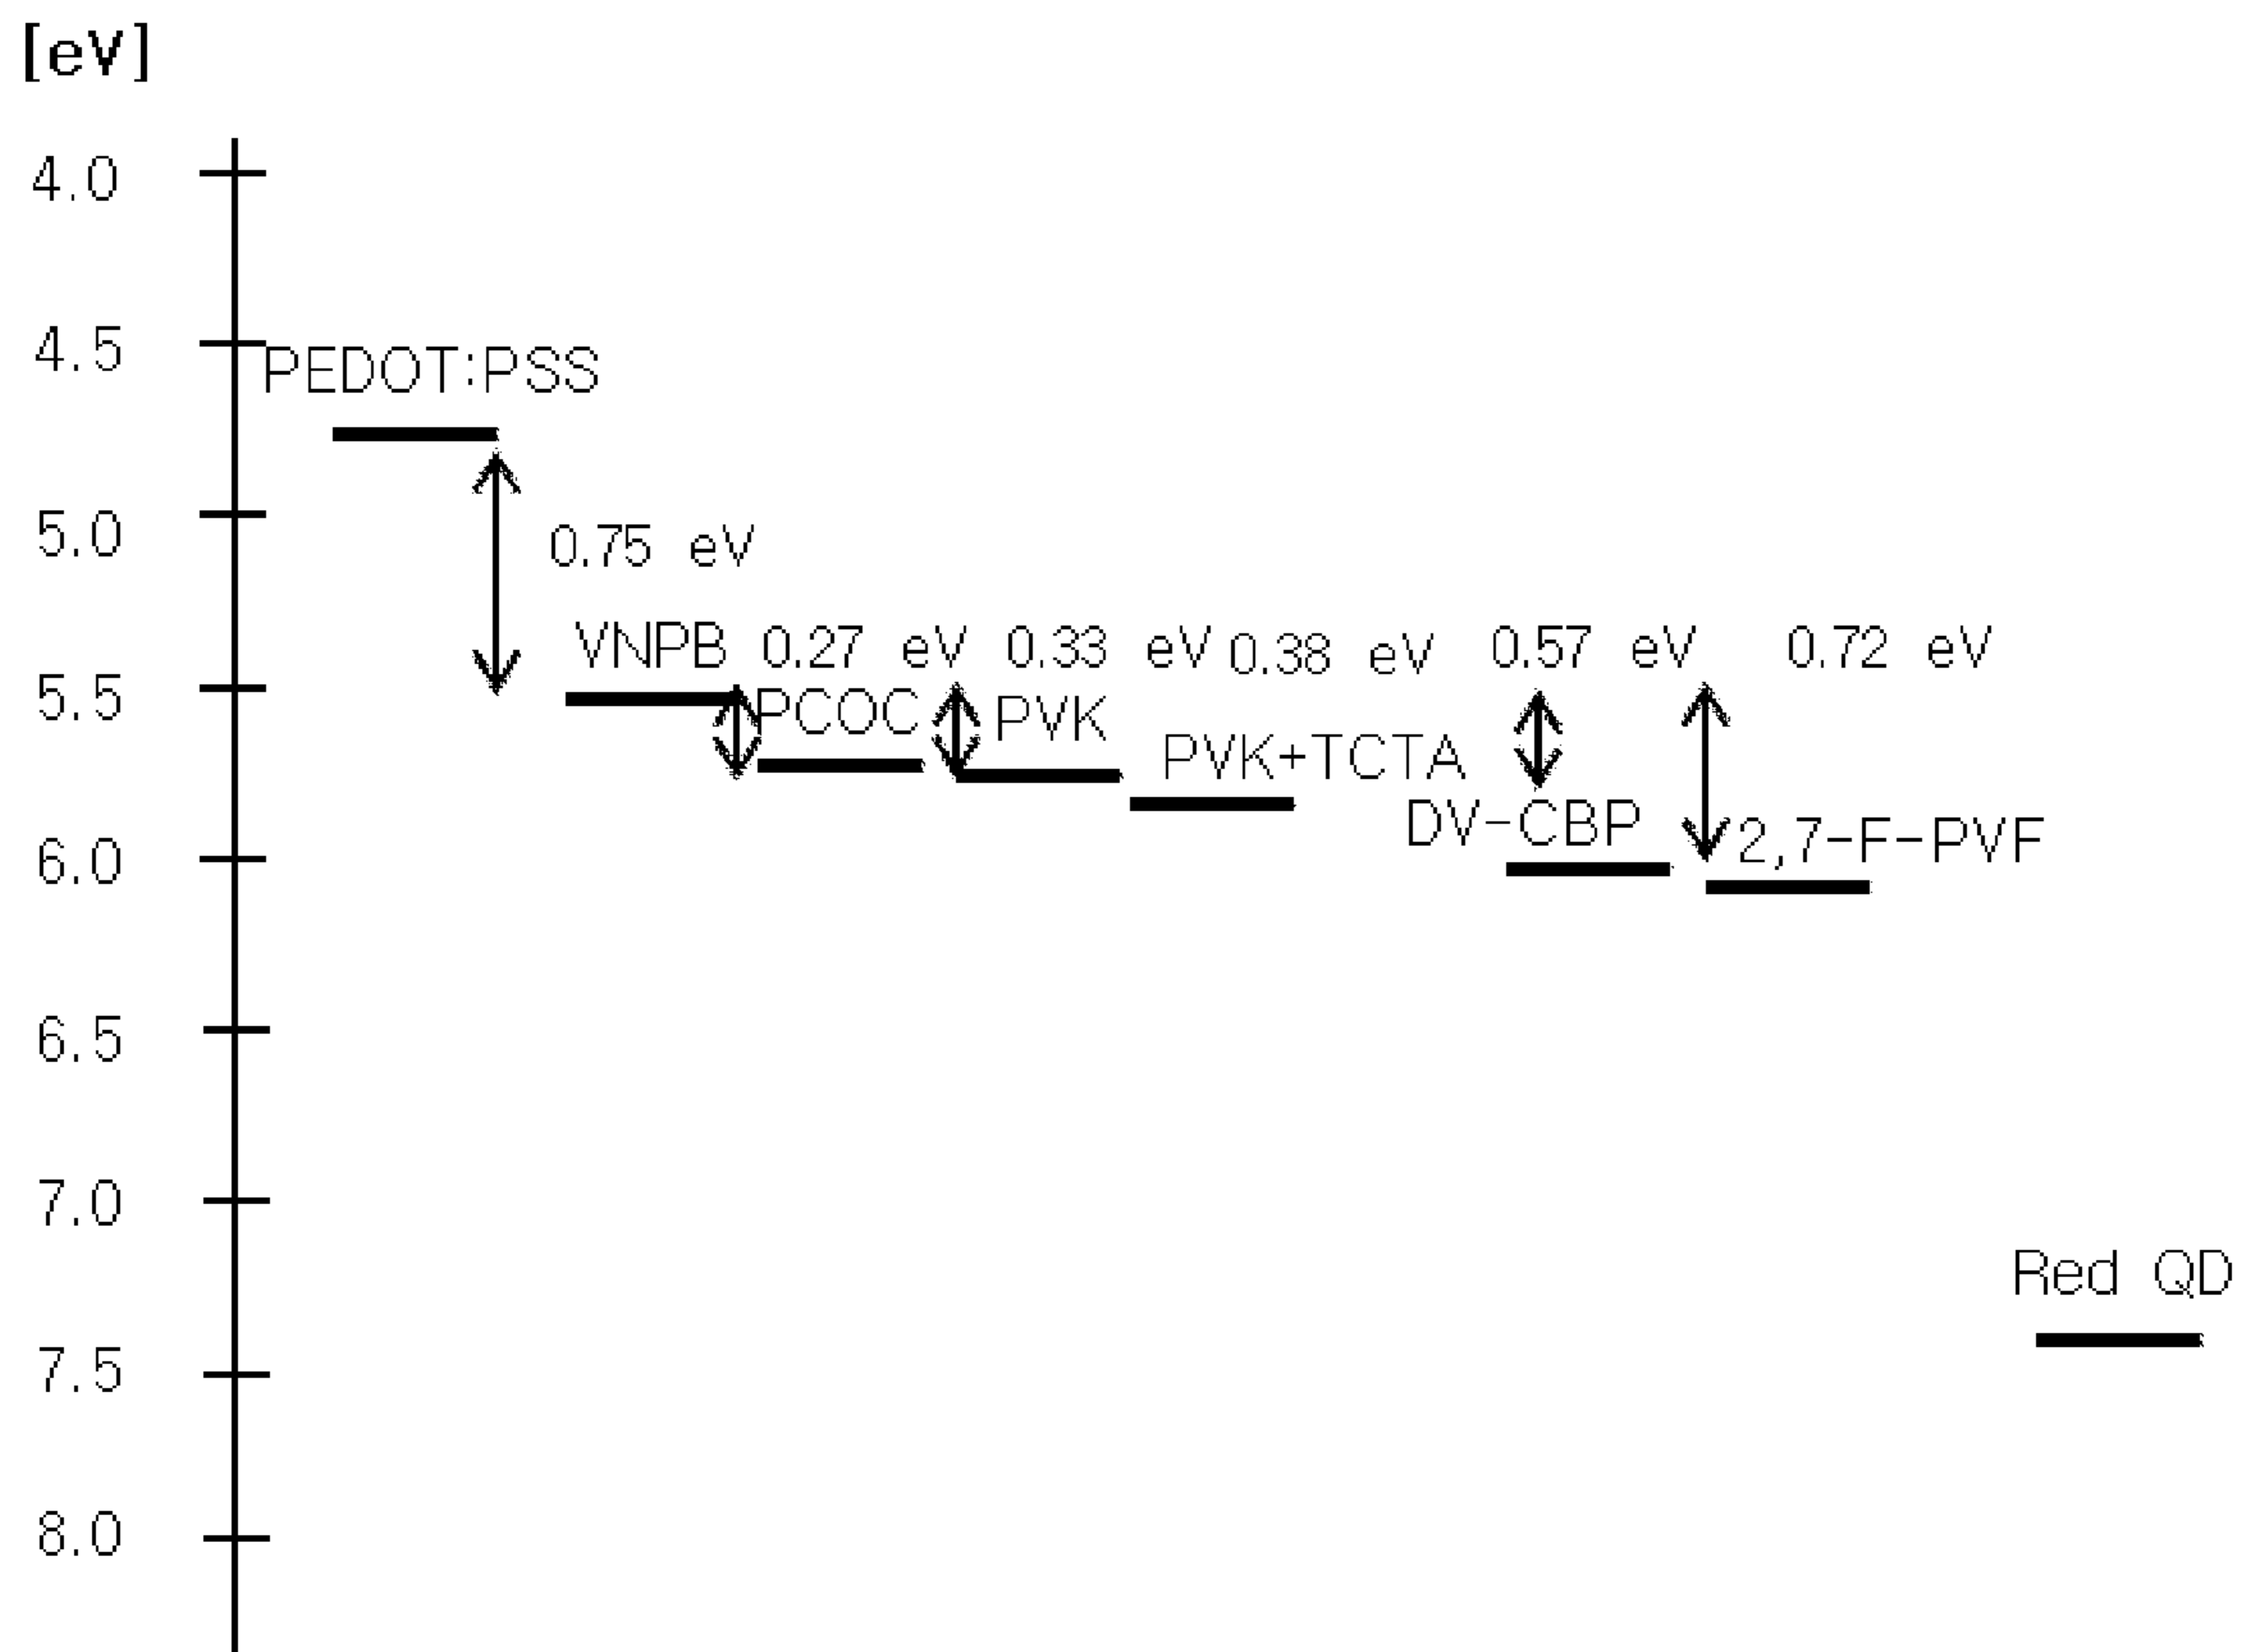 [eV]
4.0
4.5
PEDOT:PSS
5.0
0.75 eV
VNPB 0.27 eV 0.33 eV 0.38 eV 0.57 eV 0.72 eV
5.5
PCOC PVK
PVK+TCTA
DV-CBP 2,7-F-PVF
6.0
6.5
7.0
Red QD
7.5
8.0